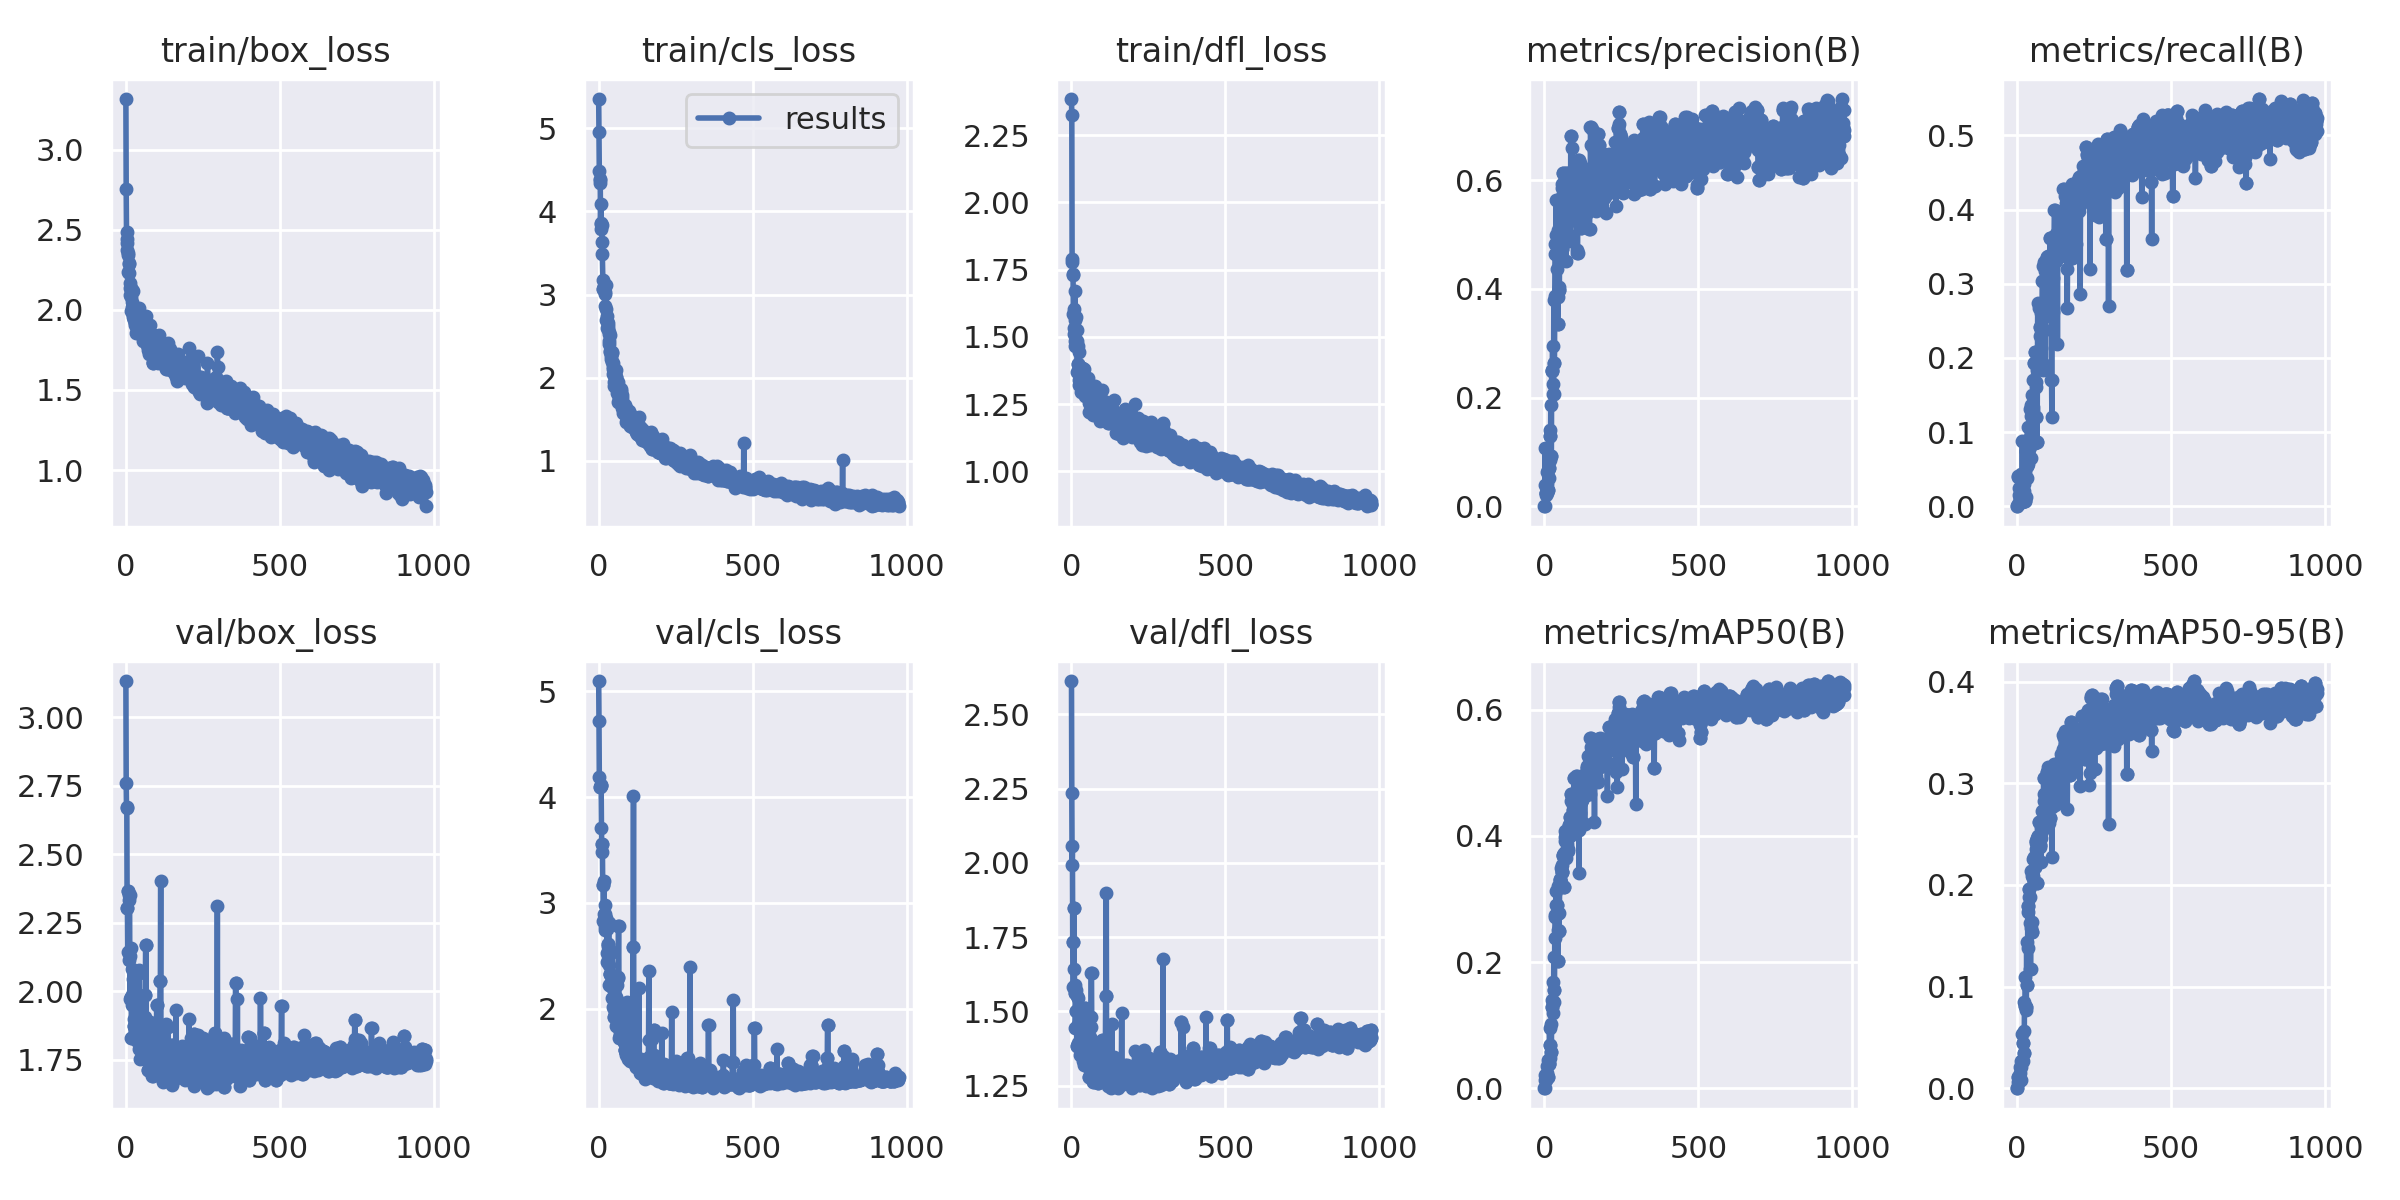 train/box_loss
train/cls_loss
train/dfl_loss
metrics/precision(B)
metrics/recall(B)
3.0
2.5
2.0
1.5
1.0
0 500 1000
results
5
4
3
2
1
0 500 1000
2.25
2.00
1.75
1.50
1.25
1.00
0 500 1000
0.6
0.4
0.2
0.0
0 500 1000
0.5
0.4
0.3
0.2
0.1
0.0
0 500 1000
val/box_loss
val/cls_loss
val/dfl_loss
metrics/mAP50(B)
metrics/mAP50-95(B)
3.00
2.75
2.50
2.25
2.00
1.75
0 500 1000
5
4
3
2
0 500 1000
2.50
2.25
2.00
1.75
1.50
1.25
0 500 1000
0.6
0.4
0.2
0.0
0 500 1000
0.4
0.3
0.2
0.1
0.0
0 500 1000